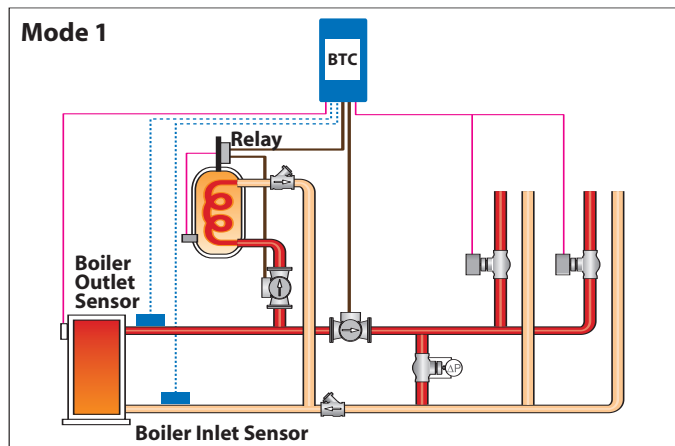 Mode 1
BTC
Relay
Boiler
Outlet
Sensor
ΔP
Boiler Inlet Sensor